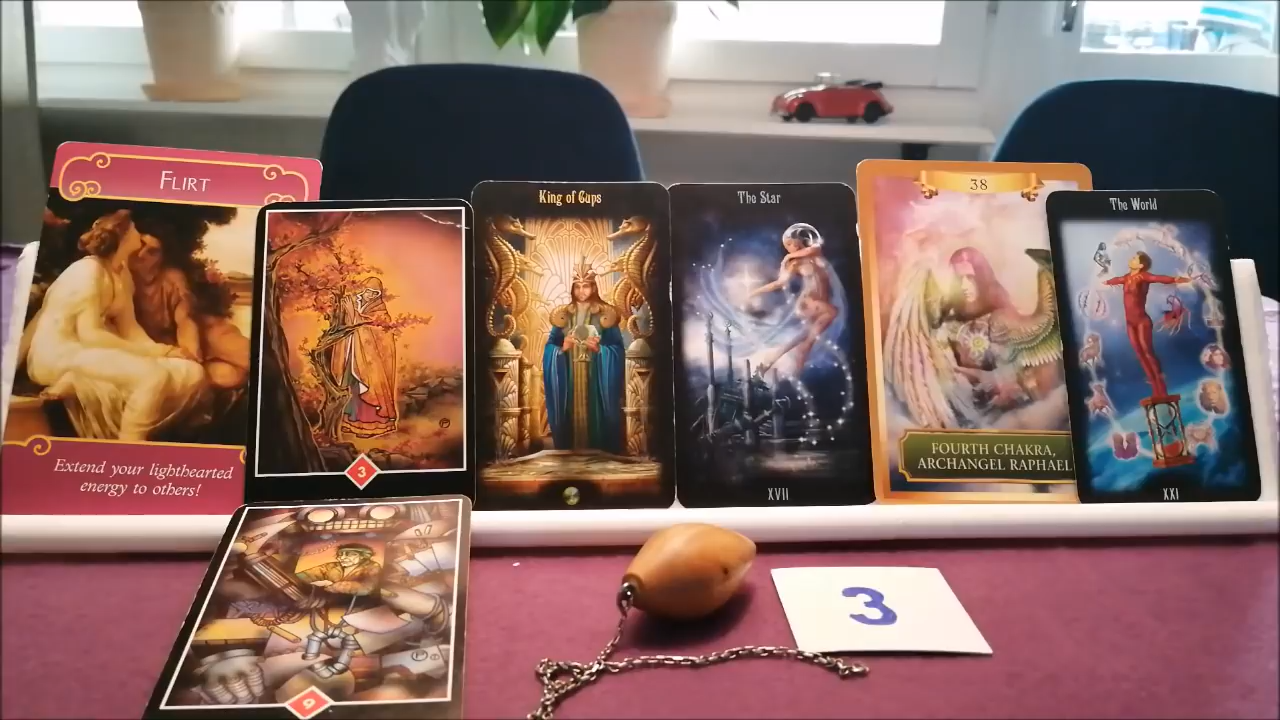 FLIRT
Extend your lighthearted
energy to others!
3
King of Cups
The Star
XVII
38
FOURTH CHAKRA,
ARCHANGEL RAPHAEL
The World
XXI
9
3